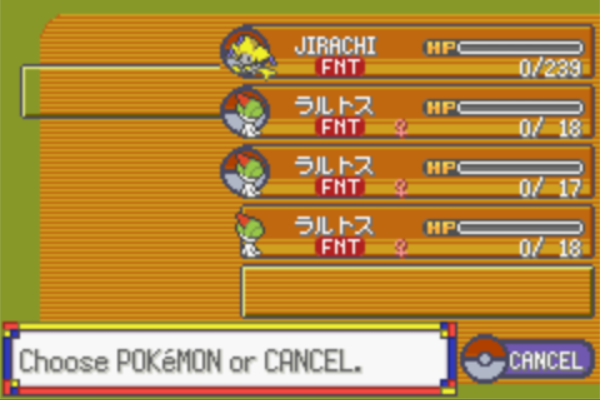 JIRACHI HP
FNT 0/239
ラルトス HP
FNT ♀ 0/ 18
ラルトス HP
FNT ♀ 0/ 17
ラルトス HP
FNT ♀ 0/ 18
Choose POKéMON or CANCEL.
CANCEL